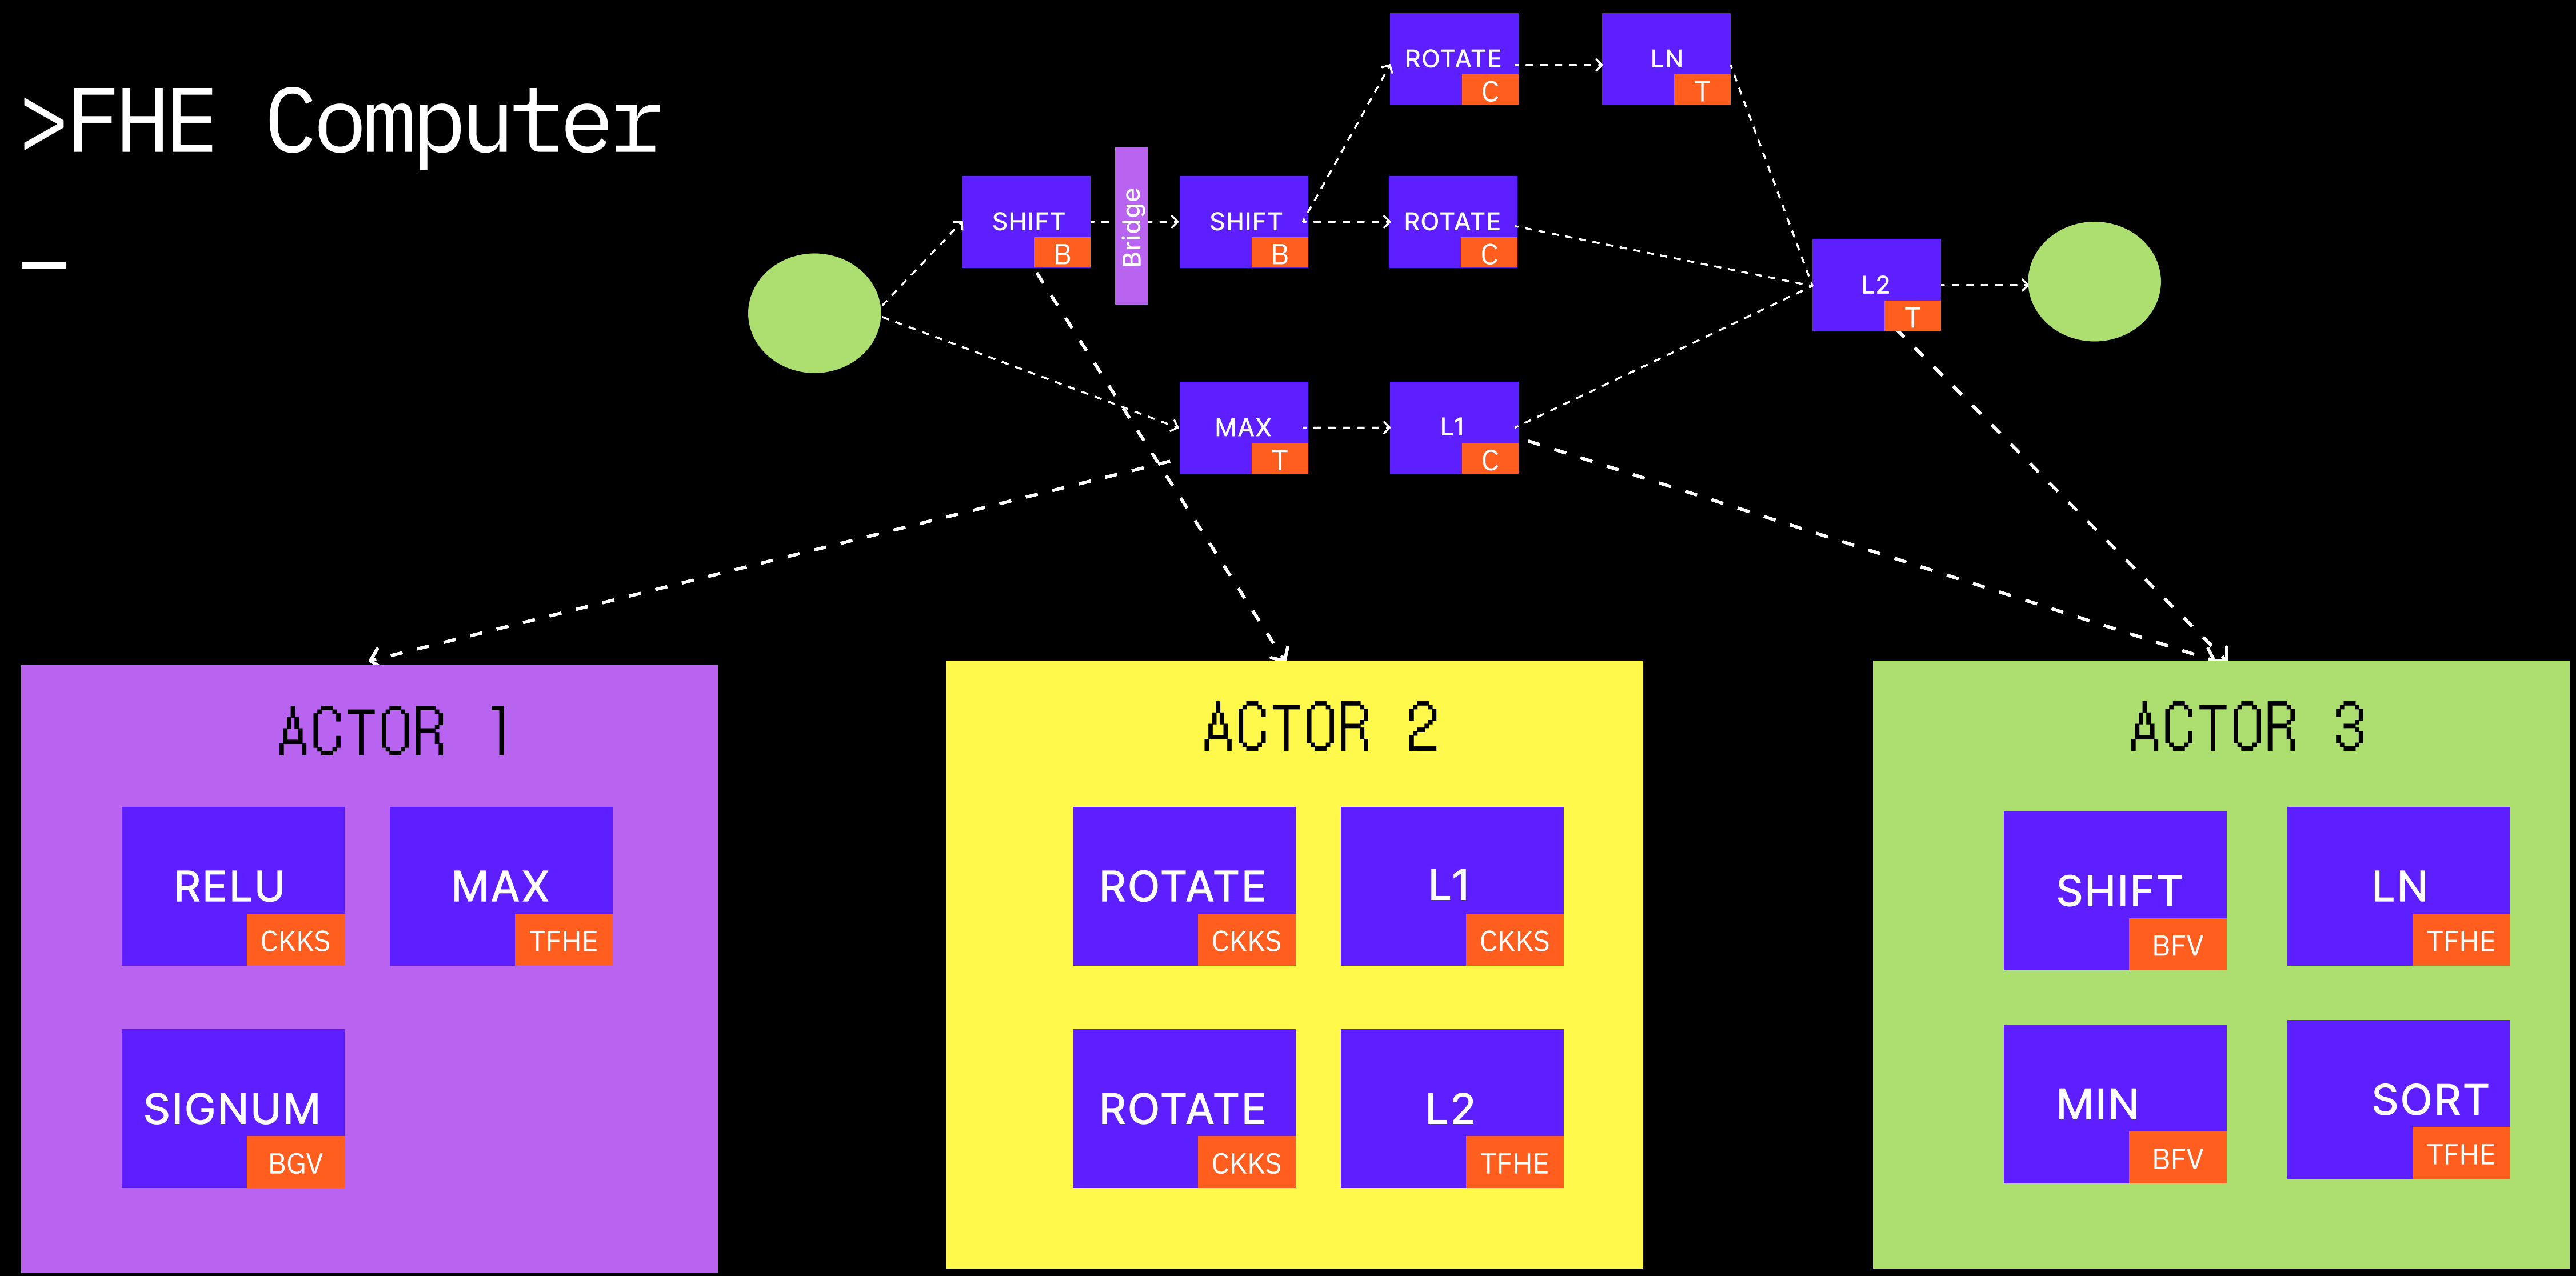 >FHE Computer
_
ROTATE
C
LN
T
SHIFT
B
Bridge
SHIFT
B
ROTATE
C
L2
T
MAX
T
L1
C
ACTOR 1
RELU
CKKS
MAX
TFHE
SIGNUM
BGV
ACTOR 2
ROTATE
CKKS
L1
CKKS
ROTATE
CKKS
L2
TFHE
ACTOR 3
SHIFT
BFV
LN
TFHE
MIN
BFV
SORT
TFHE